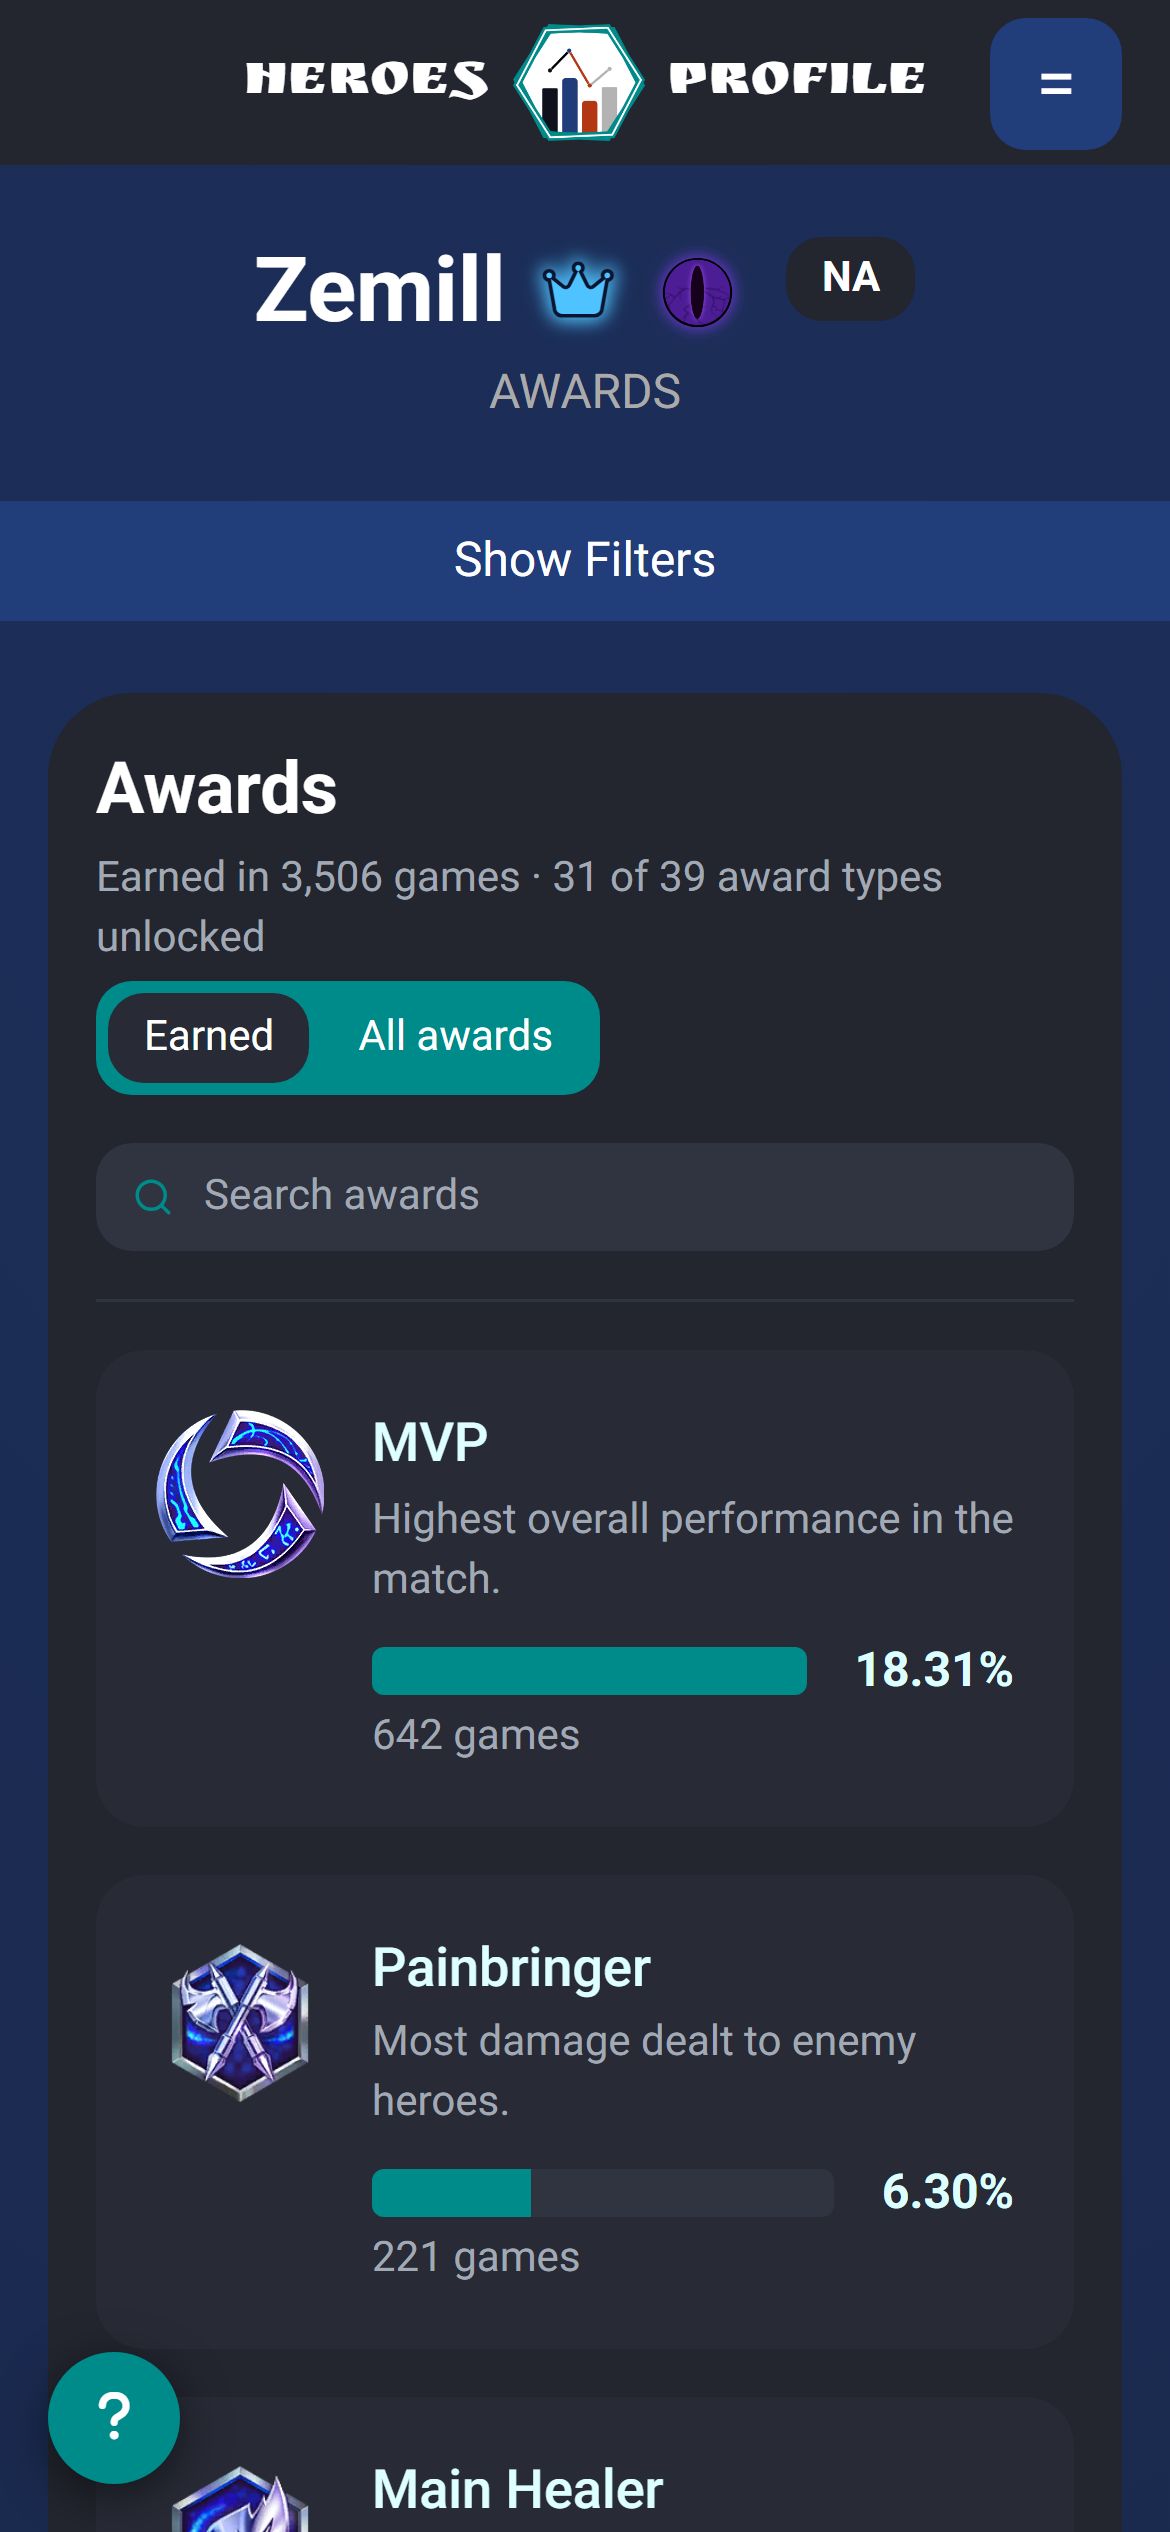 HEROES PROFILE
=
Zemill NA
AWARDS
Show Filters
Awards
Earned in 3,506 games · 31 of 39 award types
unlocked
Earned All awards
Search awards
MVP
Highest overall performance in the
match.
18.31%
642 games
Painbringer
Most damage dealt to enemy
heroes.
6.30%
221 games
?
Main Healer